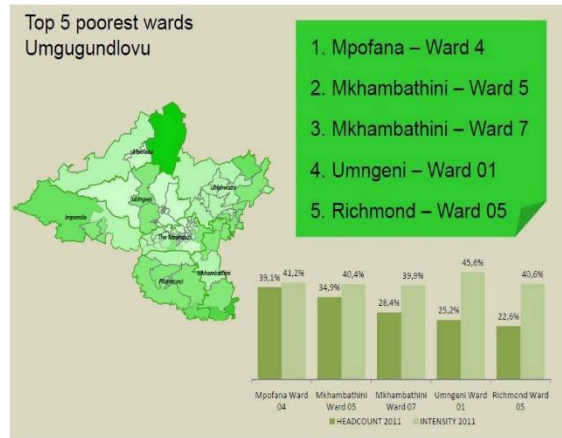 Top 5 poorest wards
Umgugundlovu
1. Mpofana – Ward 4
2. Mkhambathini – Ward 5
3. Mkhambathini – Ward 7
4. Umngeni – Ward 01
5. Richmond – Ward 05
Mpofana
uMshwathi
uMngeni
Impendle
The Msunduzi
Mkhambathini
Richmond
39,1% 41,2% 34,9% 40,4% 28,4% 39,9% 25,2% 45,6% 22,6% 40,6%
Mpofana Ward 04
Mkhambathini Ward 05
Mkhambathini Ward 07
Umngeni Ward 01
Richmond Ward 05
HEADCOUNT 2011 INTENSITY 2011